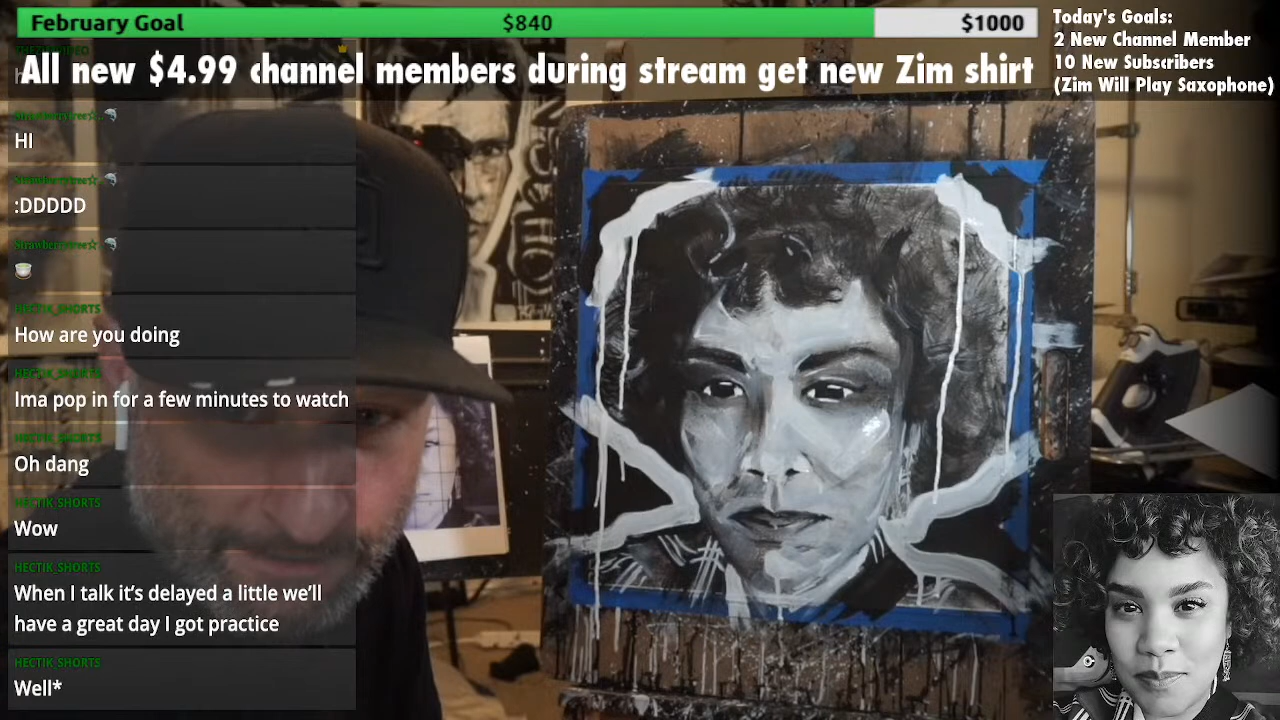 February Goal
$840
$1000
All new $4.99 channel members during stream get new Zim shirt
Today's Goals:
2 New Channel Member
10 New Subscribers
(Zim Will Play Saxophone)
Strawberrytree☆
HI
Strawberrytree☆
:DDDDD
Strawberrytree☆
HECTIK_SHORTS
How are you doing
HECTIK_SHORTS
Ima pop in for a few minutes to watch
HECTIK_SHORTS
Oh dang
HECTIK_SHORTS
Wow
HECTIK_SHORTS
When I talk it's delayed a little we'll
have a great day I got practice
HECTIK_SHORTS
Well*